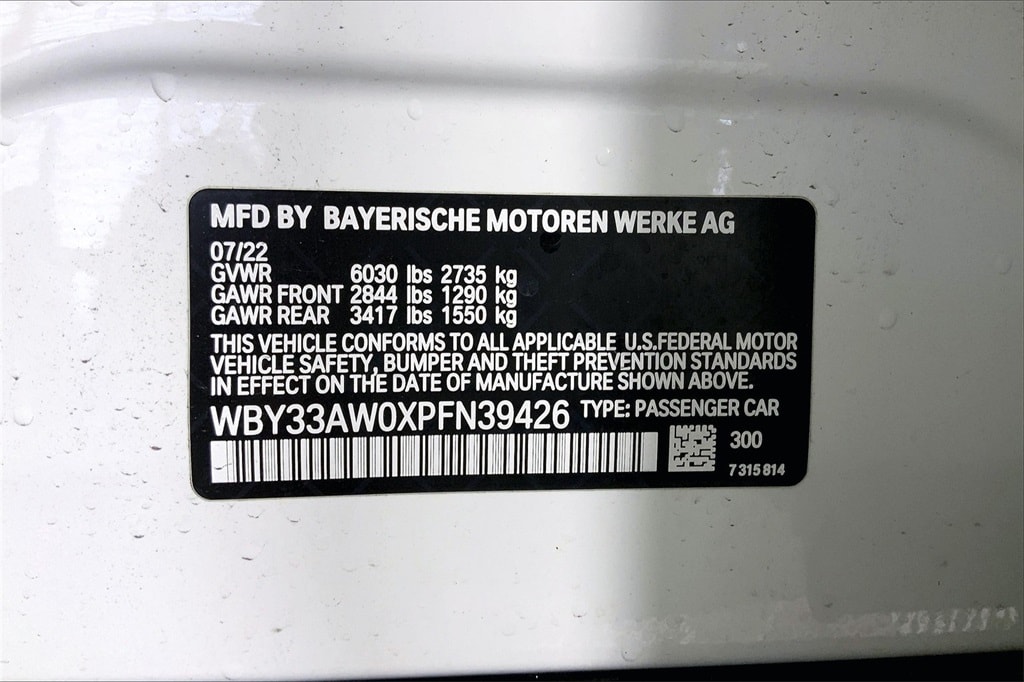 MFD BY BAYERISCHE MOTOREN WERKE AG
07/22
GVWR 6030 lbs 2735 kg
GAWR FRONT 2844 lbs 1290 kg
GAWR REAR 3417 lbs 1550 kg
THIS VEHICLE CONFORMS TO ALL APPLICABLE U.S.FEDERAL MOTOR
VEHICLE SAFETY, BUMPER AND THEFT PREVENTION STANDARDS
IN EFFECT ON THE DATE OF MANUFACTURE SHOWN ABOVE.
WBY33AW0XPFN39426 TYPE: PASSENGER CAR
300
7 315 814